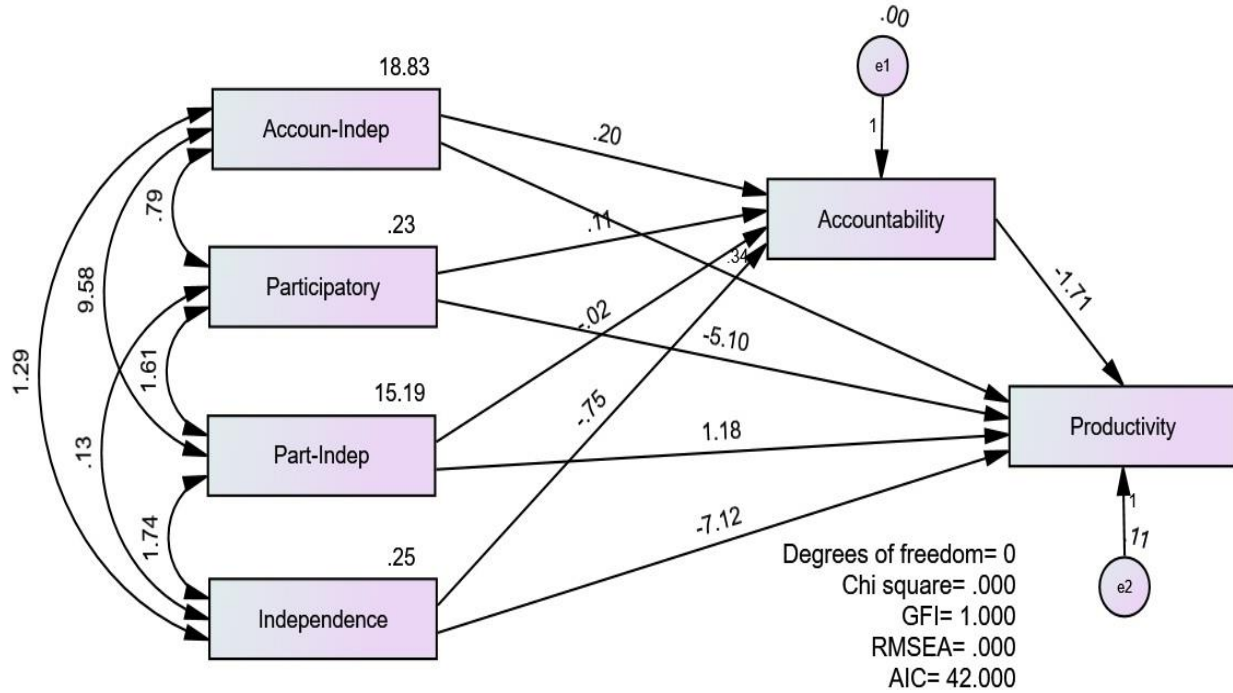 .00
e1
18.83
1
Accoun-Indep
.20
Accountability
.79
.23
.11
.34
Participatory
-1.71
9.58
-.02
-5.10
1.29
1.61
15.19
-.75
Productivity
.13
Part-Indep
1.18
1
.11
1.74
-7.12
.25
e2
Independence
Degrees of freedom= 0
Chi square= .000
GFI= 1.000
RMSEA= .000
AIC= 42.000